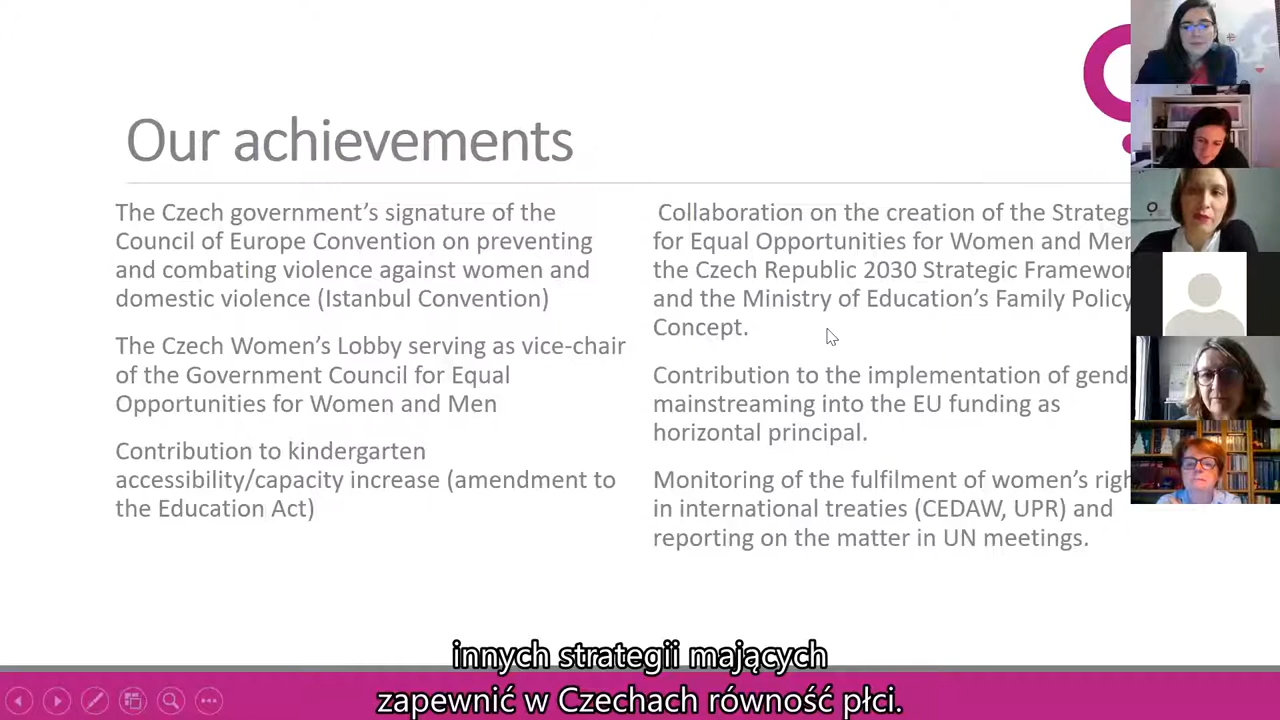 Our achievements
The Czech government's signature of the
Council of Europe Convention on preventing
and combating violence against women and
domestic violence (Istanbul Convention)
The Czech Women's Lobby serving as vice-chair
of the Government Council for Equal
Opportunities for Women and Men
Contribution to kindergarten
accessibility/capacity increase (amendment to
the Education Act)
Collaboration on the creation of the Strateg
for Equal Opportunities for Women and Men
the Czech Republic 2030 Strategic Framewor
and the Ministry of Education's Family Policy
Concept.
Contribution to the implementation of gend
mainstreaming into the EU funding as
horizontal principal.
Monitoring of the fulfilment of women's righ
in international treaties (CEDAW, UPR) and
reporting on the matter in UN meetings.
innych strategii mających
zapewnić w Czechach równość płci.